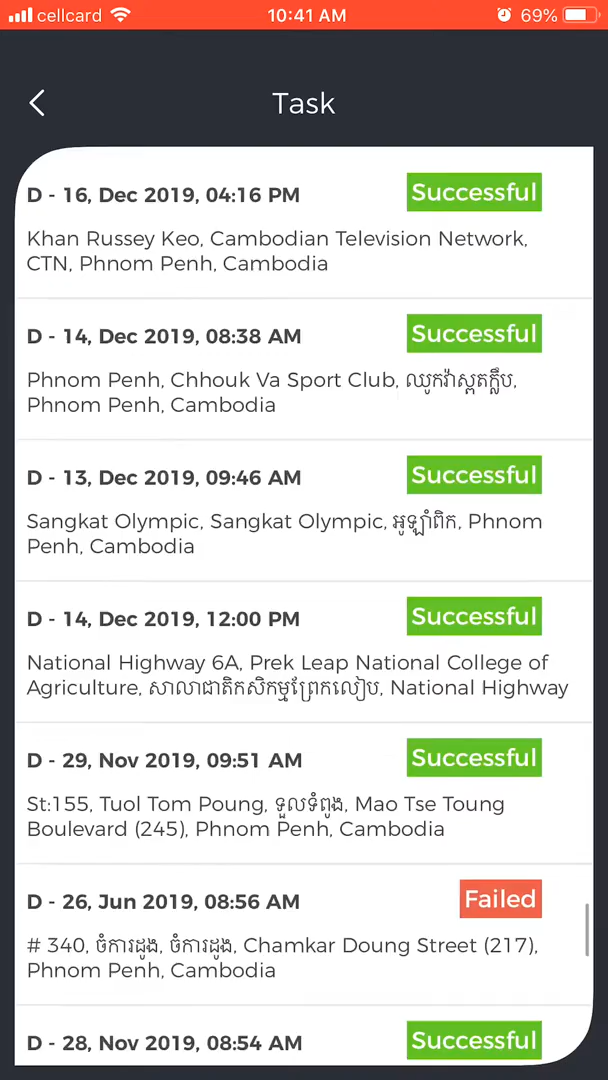 cellcard 10:41 AM 69%
Task
D - 16, Dec 2019, 04:16 PM Successful
Khan Russey Keo, Cambodian Television Network,
CTN, Phnom Penh, Cambodia
D - 14, Dec 2019, 08:38 AM Successful
Phnom Penh, Chhouk Va Sport Club, ឈូកវ៉ាស្ពតក្លឹប,
Phnom Penh, Cambodia
D - 13, Dec 2019, 09:46 AM Successful
Sangkat Olympic, Sangkat Olympic, អូឡាំពិក, Phnom
Penh, Cambodia
D - 14, Dec 2019, 12:00 PM Successful
National Highway 6A, Prek Leap National College of
Agriculture, សាលាជាតិកសិកម្មព្រែកលៀប, National Highway
D - 29, Nov 2019, 09:51 AM Successful
St:155, Tuol Tom Poung, ទួលទំពូង, Mao Tse Toung
Boulevard (245), Phnom Penh, Cambodia
D - 26, Jun 2019, 08:56 AM Failed
# 340, ចំការដូង, ចំការដូង, Chamkar Doung Street (217),
Phnom Penh, Cambodia
D - 28, Nov 2019, 08:54 AM Successful